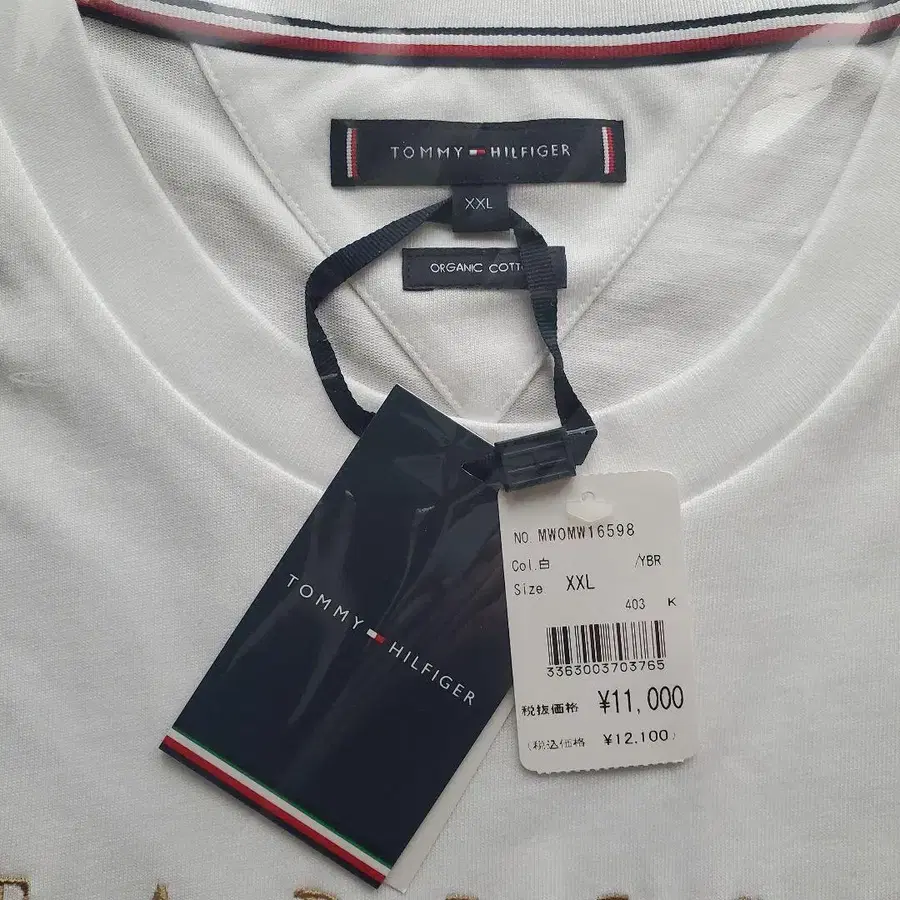 TOMMY HILFIGER
XXL
ORGANIC COTT
TOMMY HILFIGER
NO. MW0MW16598
Col.白 /YBR
Size XXL
403 K
3363003703765
税抜価格 ¥11,000
(税込価格 ¥12,100)